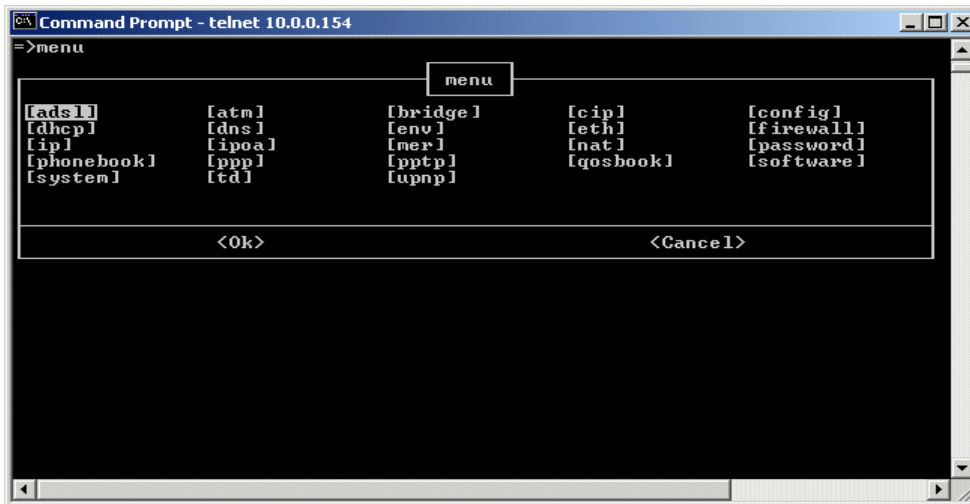 Command Prompt - telnet 10.0.0.154
=>menu
menu
[adsl] [atm] [bridge] [cip] [config]
[dhcp] [dns] [env] [eth] [firewall]
[ip] [ipoa] [mer] [nat] [password]
[phonebook] [ppp] [pptp] [qosbook] [software]
[system] [td] [upnp]
<Ok> <Cancel>